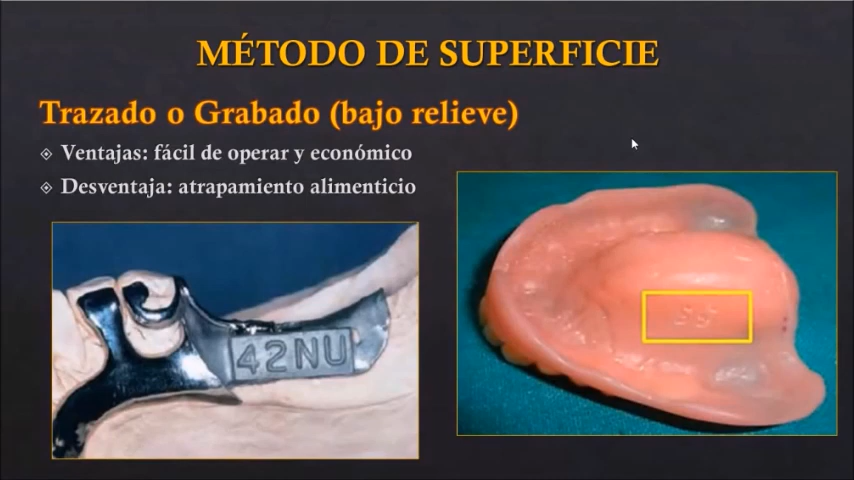 MÉTODO DE SUPERFICIE
Trazado o Grabado (bajo relieve)
Ventajas: fácil de operar y económico
Desventaja: atrapamiento alimenticio
42NU